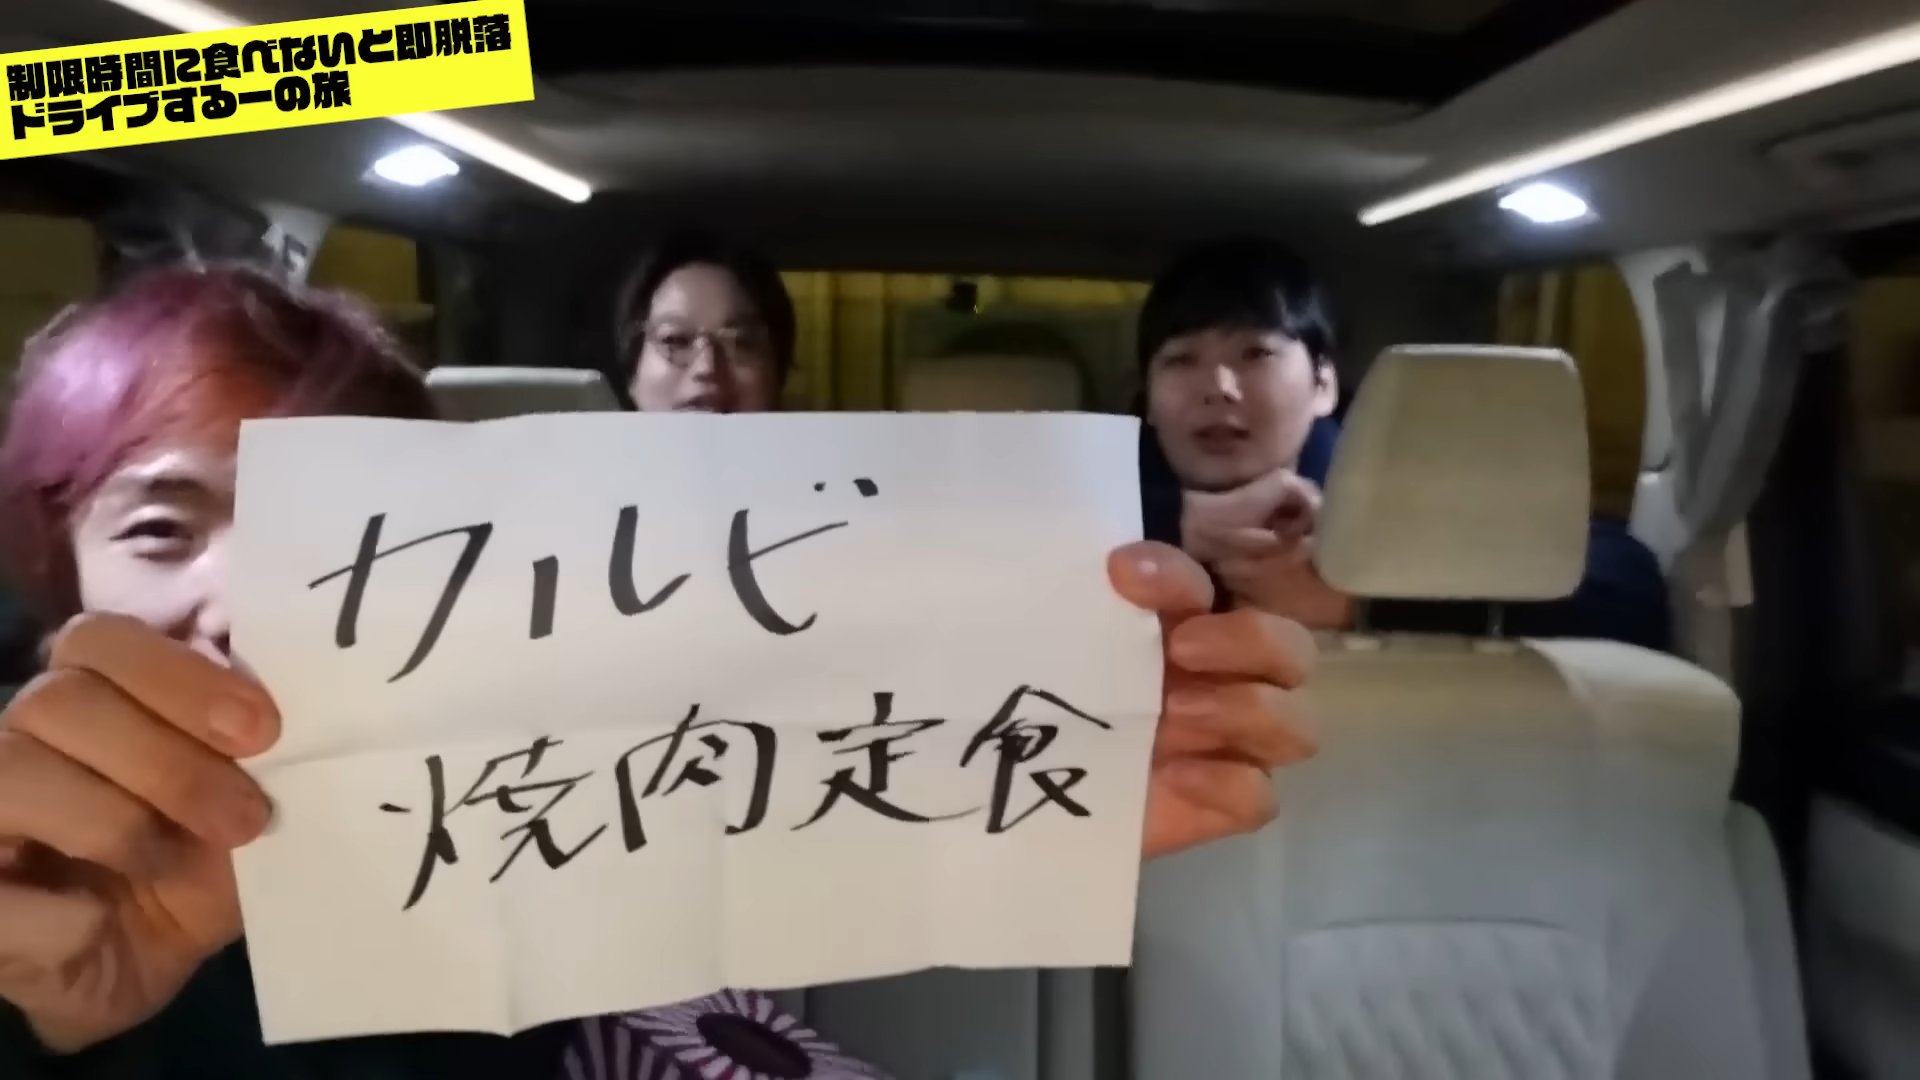 制限時間に食べないと即脱落
ドライブするーの旅
カルビ
焼肉定食